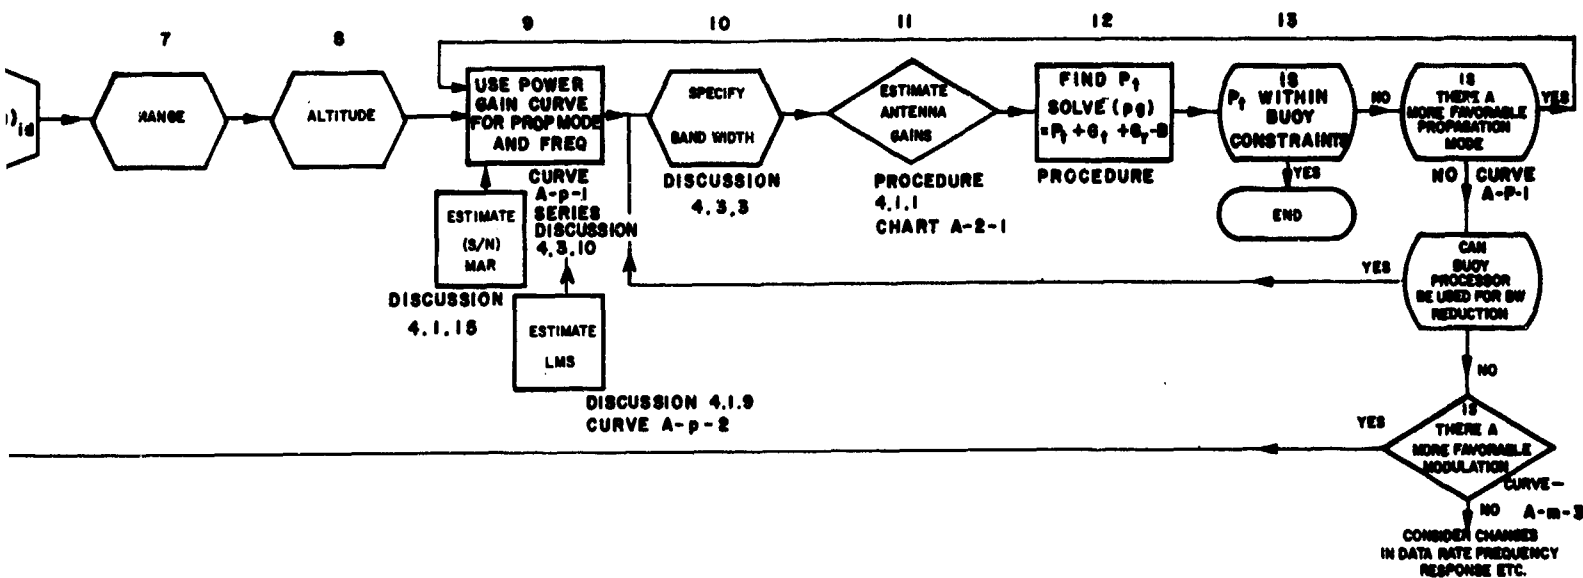 7
8
9
10
11
12
13
)id
RANGE
ALTITUDE
USE POWER
GAIN CURVE
FOR PROP MODE
AND FREQ
SPECIFY
BAND WIDTH
ESTIMATE
ANTENNA
GAINS
FIND Pt
SOLVE (pg)
=Pt+Gt+Gr-B
IS
Pt WITHIN
BUOY
CONSTRAINTS
NO
IS
THERE A
MORE FAVORABLE
PROPAGATION
MODE
YES
CURVE
A-p-1
SERIES
DISCUSSION
4.3.10
DISCUSSION
4.3.3
PROCEDURE
4.1.1
CHART A-2-1
PROCEDURE
YES
END
NO
CURVE
A-P-1
ESTIMATE
(S/N)
MAR
DISCUSSION
4.1.15
ESTIMATE
LMS
DISCUSSION 4.1.9
CURVE A-p-2
YES
CAN
BUOY
PROCESSOR
BE USED FOR BW
REDUCTION
NO
YES
IS
THERE A
MORE FAVORABLE
MODULATION
CURVE-
A-m-3
NO
CONSIDER CHANGES
IN DATA RATE FREQUENCY
RESPONSE ETC.